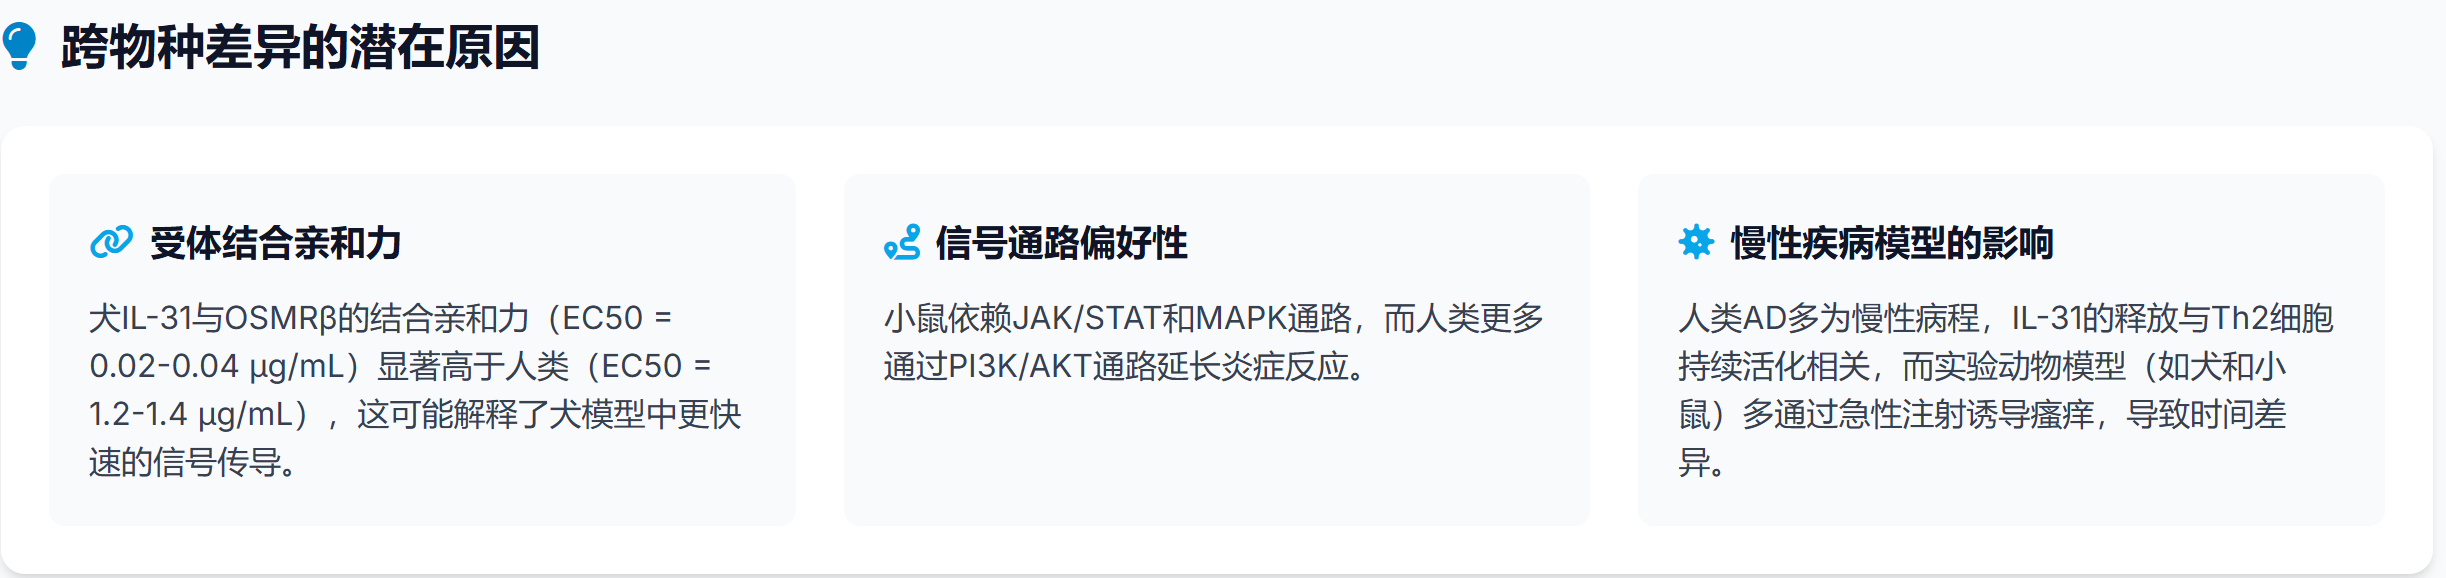 跨物种差异的潜在原因
受体结合亲和力
犬IL-31与OSMRβ的结合亲和力（EC50 =
0.02-0.04 μg/mL）显著高于人类（EC50 =
1.2-1.4 μg/mL），这可能解释了犬模型中更快
速的信号传导。
信号通路偏好性
小鼠依赖JAK/STAT和MAPK通路，而人类更多
通过PI3K/AKT通路延长炎症反应。
慢性疾病模型的影响
人类AD多为慢性病程，IL-31的释放与Th2细胞
持续活化相关，而实验动物模型（如犬和小
鼠）多通过急性注射诱导瘙痒，导致时间差
异。